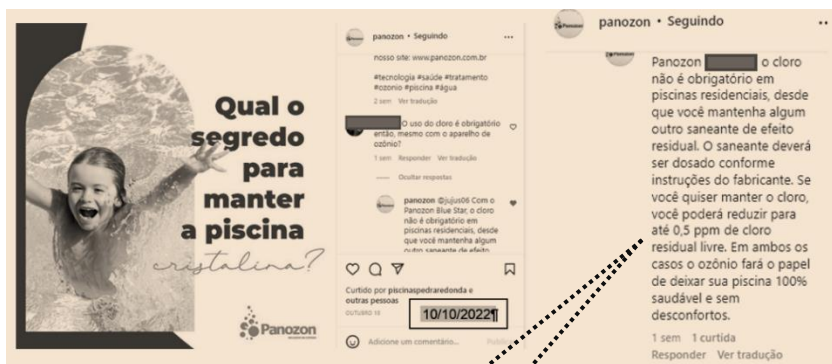 Qual o
segredo
para
manter
a piscina
cristalina?
Panozon
panozon • Seguindo
nosso site: www.panozon.com.br
#tecnologia #saúde #tratamento
#ozonio #piscina #água
2 sem Ver tradução
O uso do cloro é obrigatório
então, mesmo com o aparelho de
ozônio?
1 sem Responder Ver tradução
Ocultar respostas
panozon @jujus06 Com o
Panozon Blue Star, o cloro
não é obrigatório em
piscinas residenciais, desde
que você mantenha algum
outro saneante de efeito
Curtido por piscinaspedraredonda e
outras pessoas
OUTUBRO 10
10/10/2022¶
Adicione um comentário...
panozon • Seguindo
Panozon o cloro
não é obrigatório em
piscinas residenciais, desde
que você mantenha algum
outro saneante de efeito
residual. O saneante deverá
ser dosado conforme
instruções do fabricante. Se
você quiser manter o cloro,
você poderá reduzir para
até 0,5 ppm de cloro
residual livre. Em ambos os
casos o ozônio fará o papel
de deixar sua piscina 100%
saudável e sem
desconfortos.
1 sem 1 curtida
Responder Ver tradução